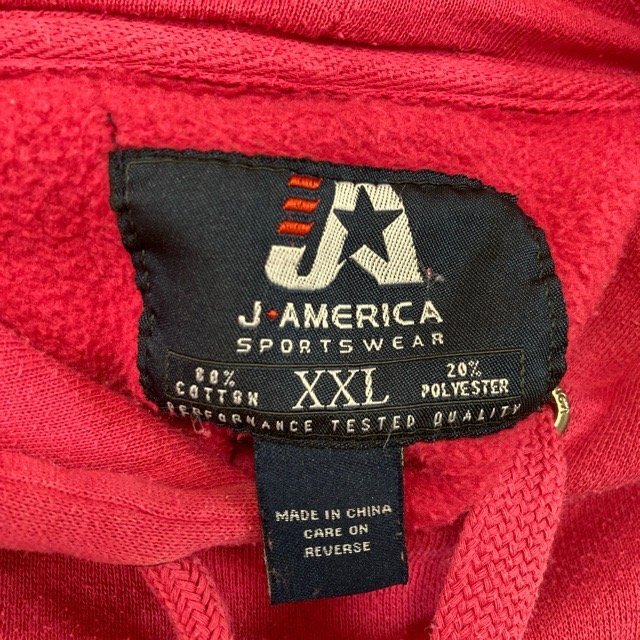 JA
J·AMERICA
SPORTSWEAR
80% COTTON XXL 20% POLYESTER
PERFORMANCE TESTED QUALITY
MADE IN CHINA
CARE ON
REVERSE